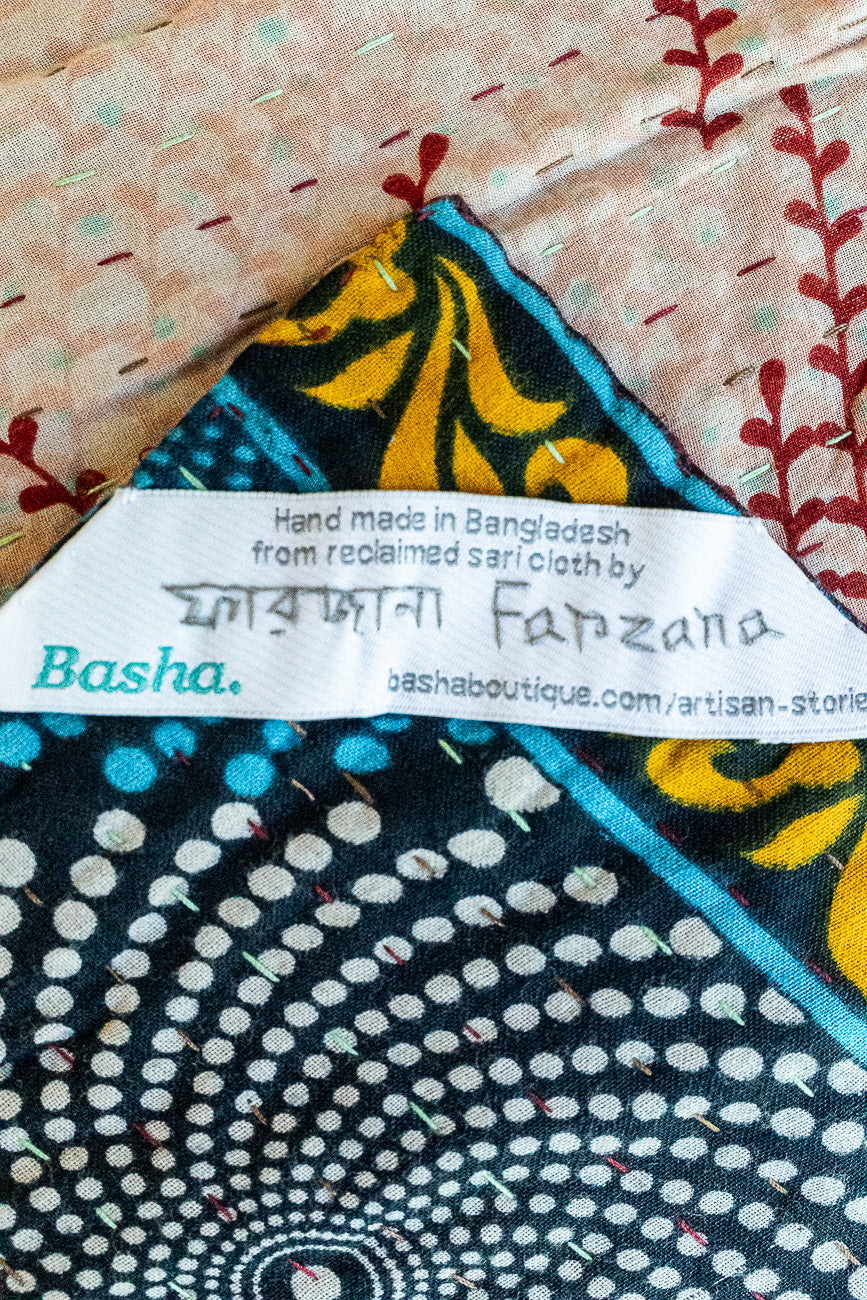 Hand made in Bangladesh
from reclaimed sari cloth by
ফারজানা Farzana
Basha.
bashaboutique.com/artisan-storie